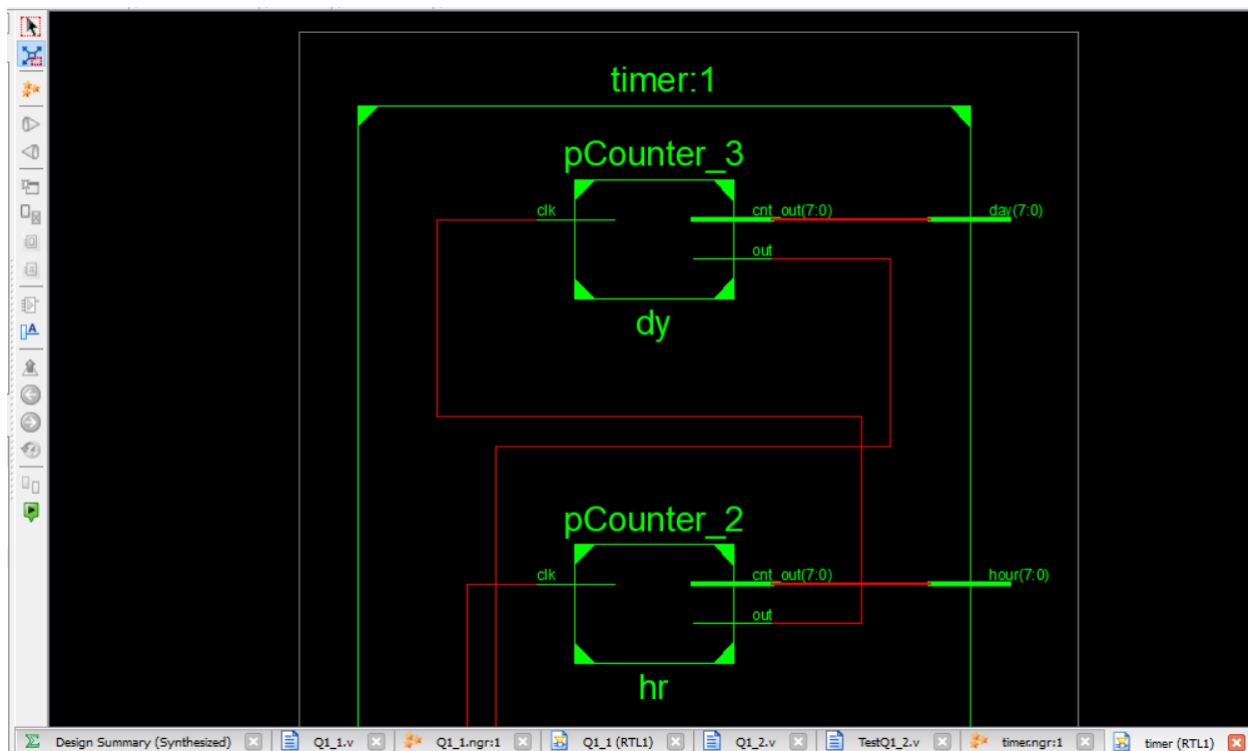 timer:1
pCounter_3
clk
cnt_out(7:0)
day(7:0)
out
dy
pCounter_2
clk
cnt_out(7:0)
hour(7:0)
out
hr
Design Summary (Synthesized)
Q1_1.v
Q1_1.ngr:1
Q1_1 (RTL1)
Q1_2.v
TestQ1_2.v
timer.ngr:1
timer (RTL1)